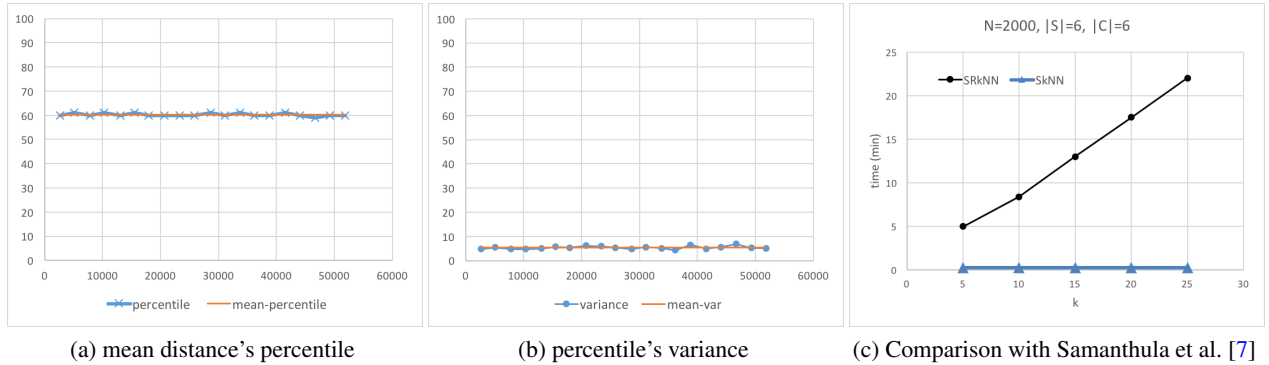 100
90
80
70
60
50
40
30
20
10
0
0 10000 20000 30000 40000 50000 60000
percentile mean-percentile
(a) mean distance's percentile
100
90
80
70
60
50
40
30
20
10
0
0 10000 20000 30000 40000 50000 60000
variance mean-var
(b) percentile's variance
N=2000, |S|=6, |C|=6
25
20
15
10
5
0
time (min)
SRkNN SkNN
0 5 10 15 20 25 30
k
(c) Comparison with Samanthula et al. [7]